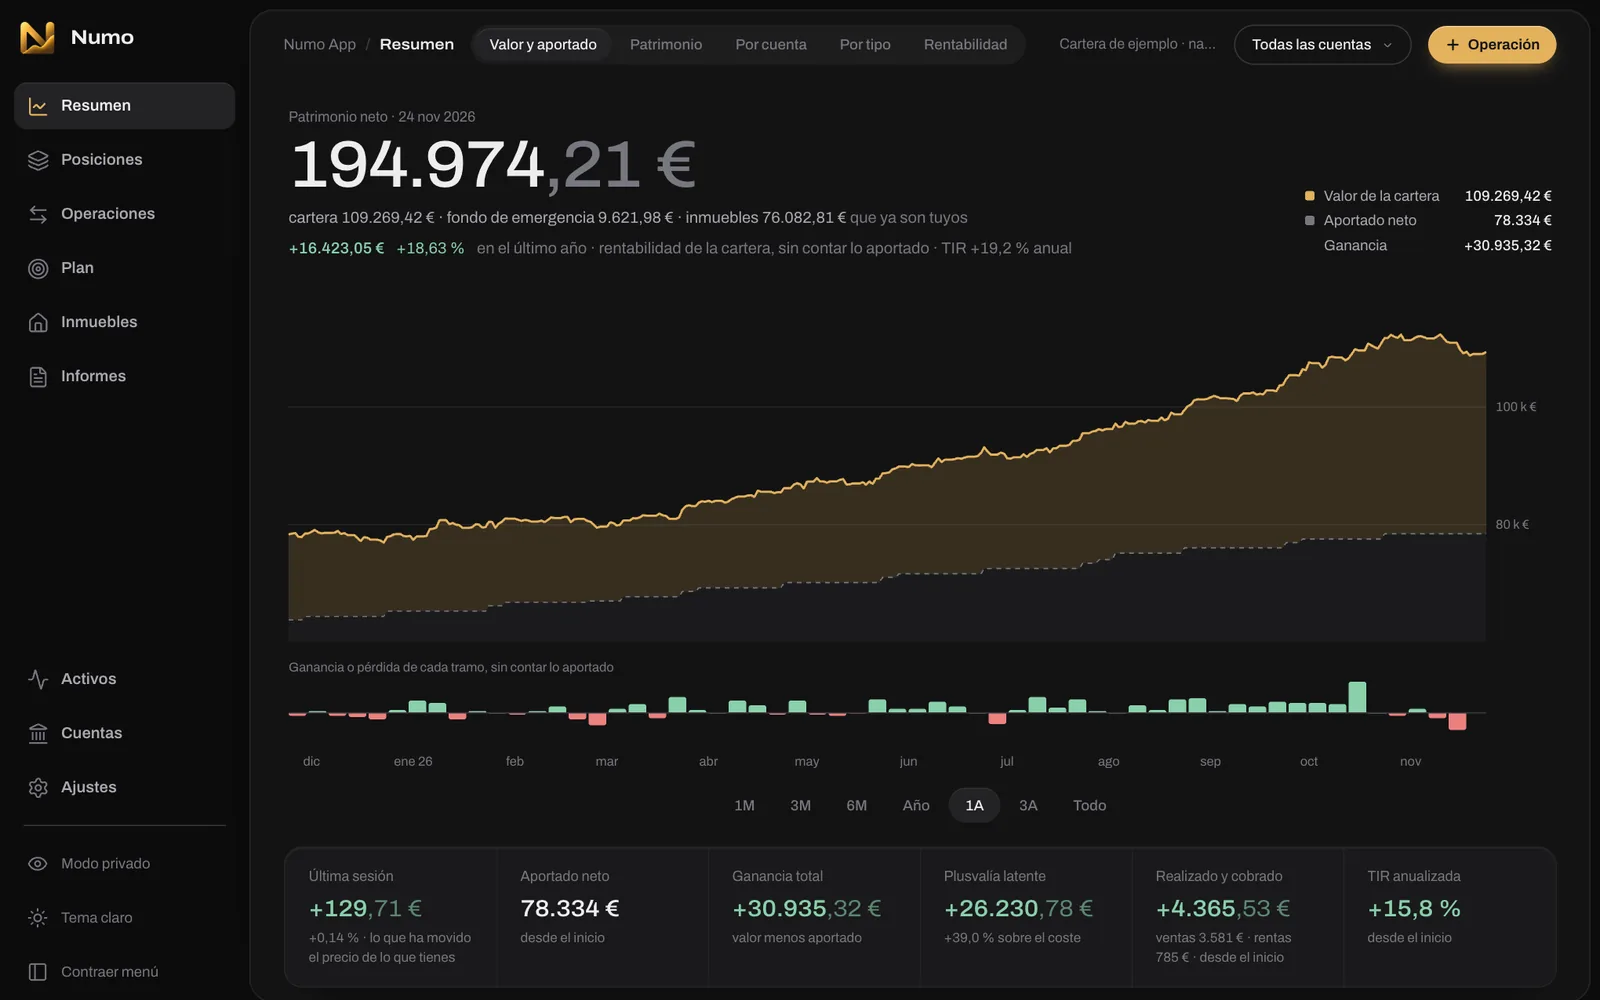 Numo
Resumen
Posiciones
Operaciones
Plan
Inmuebles
Informes
Activos
Cuentas
Ajustes
Modo privado
Tema claro
Contraer menú
Numo App / Resumen
Valor y aportado
Patrimonio
Por cuenta
Por tipo
Rentabilidad
Cartera de ejemplo · na...
Todas las cuentas
+ Operación
Patrimonio neto · 24 nov 2026
194.974,21 €
cartera 109.269,42 € · fondo de emergencia 9.621,98 € · inmuebles 76.082,81 € que ya son tuyos
+16.423,05 € +18,63 % en el último año · rentabilidad de la cartera, sin contar lo aportado · TIR +19,2 % anual
Valor de la cartera 109.269,42 €
Aportado neto 78.334 €
Ganancia +30.935,32 €
100 k €
80 k €
Ganancia o pérdida de cada tramo, sin contar lo aportado
dic ene 26 feb mar abr may jun jul ago sep oct nov
1M 3M 6M Año 1A 3A Todo
Última sesión
+129,71 €
+0,14 % · lo que ha movido
el precio de lo que tienes
Aportado neto
78.334 €
desde el inicio
Ganancia total
+30.935,32 €
valor menos aportado
Plusvalía latente
+26.230,78 €
+39,0 % sobre el coste
Realizado y cobrado
+4.365,53 €
ventas 3.581 € · rentas
785 € · desde el inicio
TIR anualizada
+15,8 %
desde el inicio